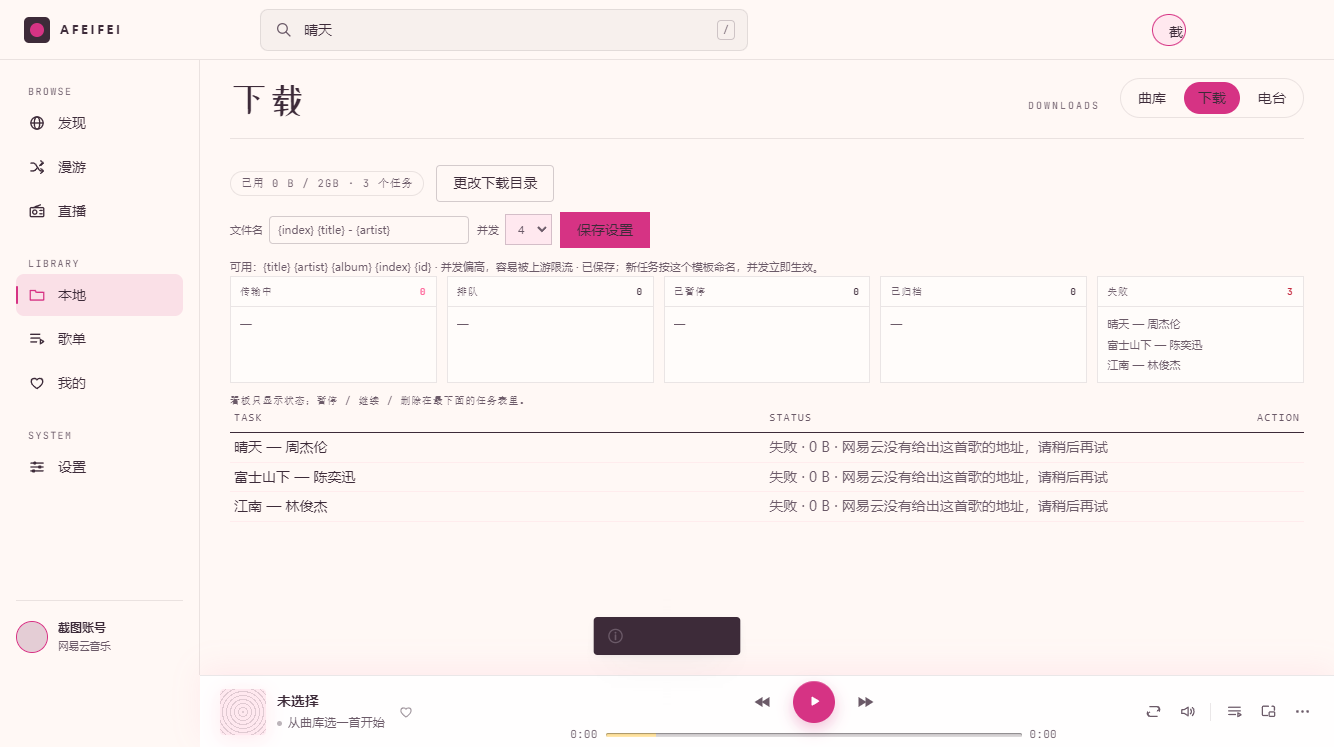 AFEIFEI
晴天
/
截
BROWSE
发现
漫游
直播
LIBRARY
本地
歌单
我的
SYSTEM
设置
截图账号
网易云音乐
下载
DOWNLOADS
曲库
下载
电台
已用 0 B / 2GB · 3 个任务
更改下载目录
文件名
{index} {title} - {artist}
并发
4
保存设置
可用：{title} {artist} {album} {index} {id} · 并发偏高，容易被上游限流 · 已保存；新任务按这个模板命名，并发立即生效。
传输中 0
—
排队 0
—
已暂停 0
—
已归档 0
—
失败 3
晴天 — 周杰伦
富士山下 — 陈奕迅
江南 — 林俊杰
看板只显示状态；暂停 / 继续 / 删除在最下面的任务表里。
TASK STATUS ACTION
晴天 — 周杰伦 失败 · 0 B · 网易云没有给出这首歌的地址，请稍后再试
富士山下 — 陈奕迅 失败 · 0 B · 网易云没有给出这首歌的地址，请稍后再试
江南 — 林俊杰 失败 · 0 B · 网易云没有给出这首歌的地址，请稍后再试
未选择
从曲库选一首开始
0:00
0:00